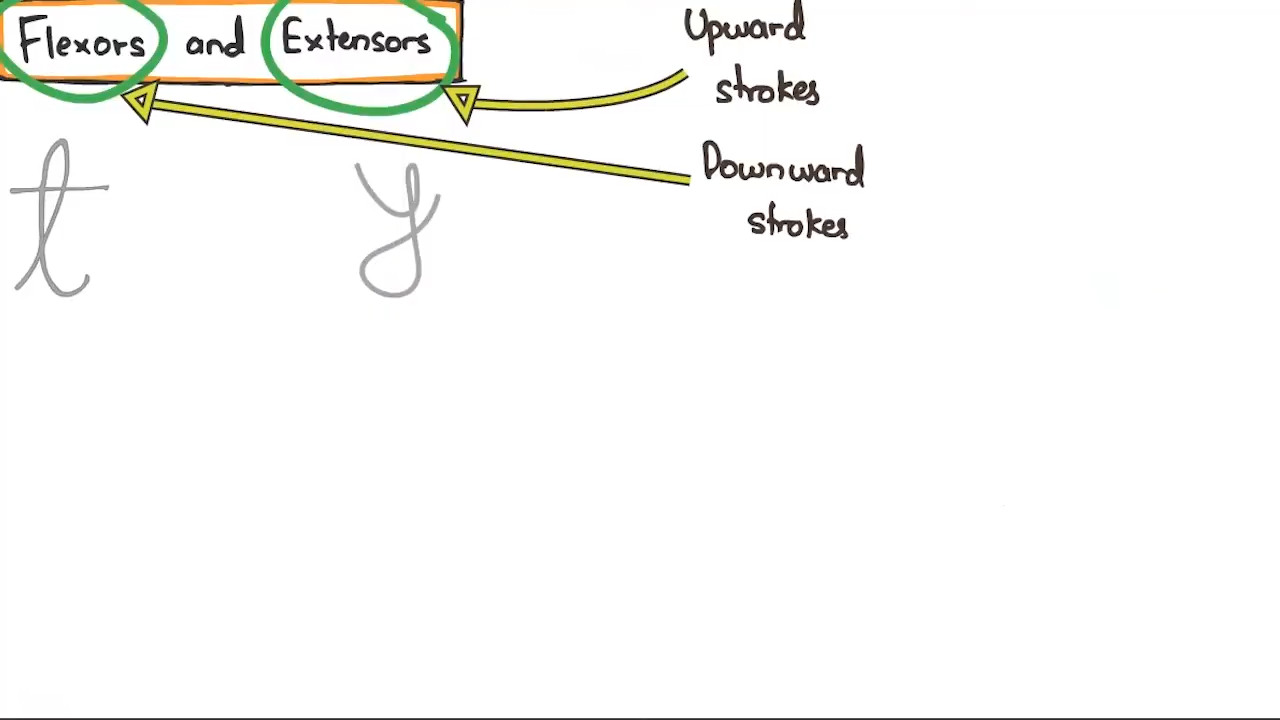 Flexors and Extensors
Upward
strokes
Downward
strokes
t y